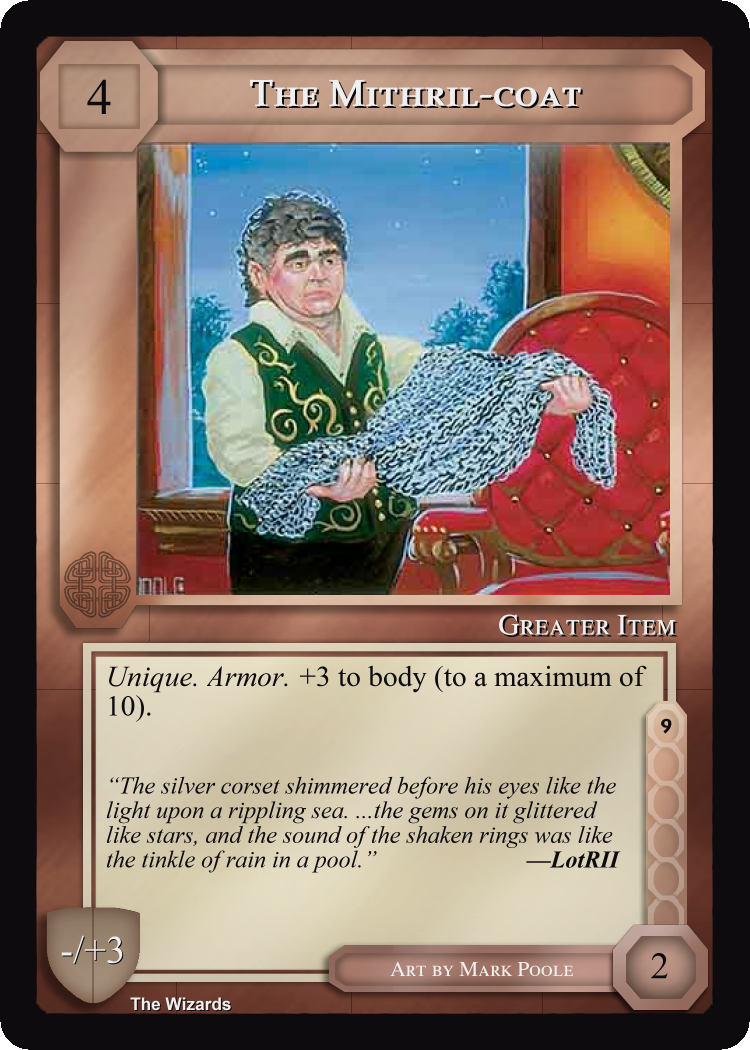 4
The Mithril-coat
Greater Item
Unique. Armor. +3 to body (to a maximum of
10).
9
“The silver corset shimmered before his eyes like the
light upon a rippling sea. ...the gems on it glittered
like stars, and the sound of the shaken rings was like
the tinkle of rain in a pool.” —LotRII
-/+3
Art by Mark Poole
2
The Wizards